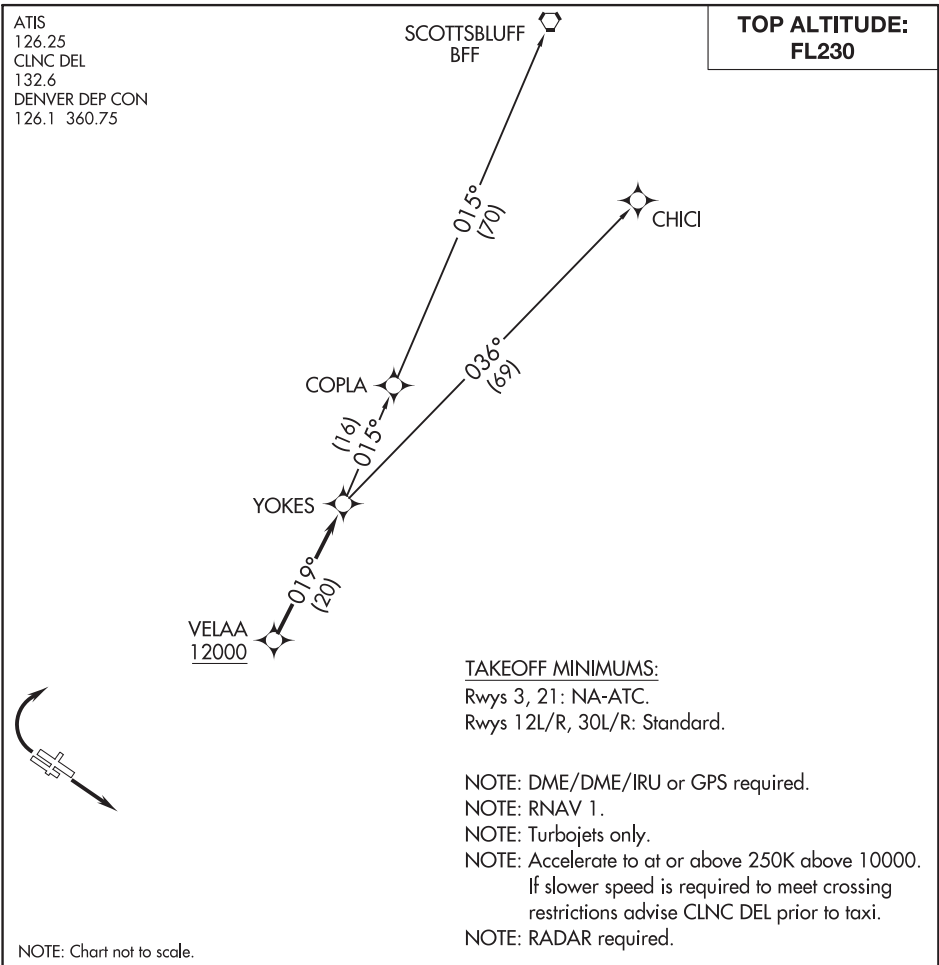 ATIS
126.25
CLNC DEL
132.6
DENVER DEP CON
126.1 360.75
SCOTTSBLUFF
BFF
TOP ALTITUDE:
FL230
015°
(70)
CHICI
036°
(69)
COPLA
(16)
015°
YOKES
019°
(20)
VELAA
12000
TAKEOFF MINIMUMS:
Rwys 3, 21: NA-ATC.
Rwys 12L/R, 30L/R: Standard.
NOTE: DME/DME/IRU or GPS required.
NOTE: RNAV 1.
NOTE: Turbojets only.
NOTE: Accelerate to at or above 250K above 10000.
If slower speed is required to meet crossing
restrictions advise CLNC DEL prior to taxi.
NOTE: RADAR required.
NOTE: Chart not to scale.